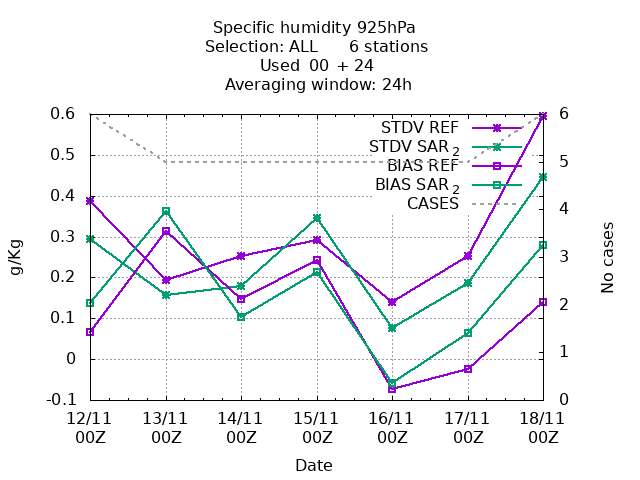 Specific humidity 925hPa
Selection: ALL 6 stations
Used 00 + 24
Averaging window: 24h
STDV REF
STDV SAR_2
BIAS REF
BIAS SAR_2
CASES
g/Kg
0.6
0.5
0.4
0.3
0.2
0.1
0
-0.1
No cases
6
5
4
3
2
1
0
12/11 00Z
13/11 00Z
14/11 00Z
15/11 00Z
16/11 00Z
17/11 00Z
18/11 00Z
Date